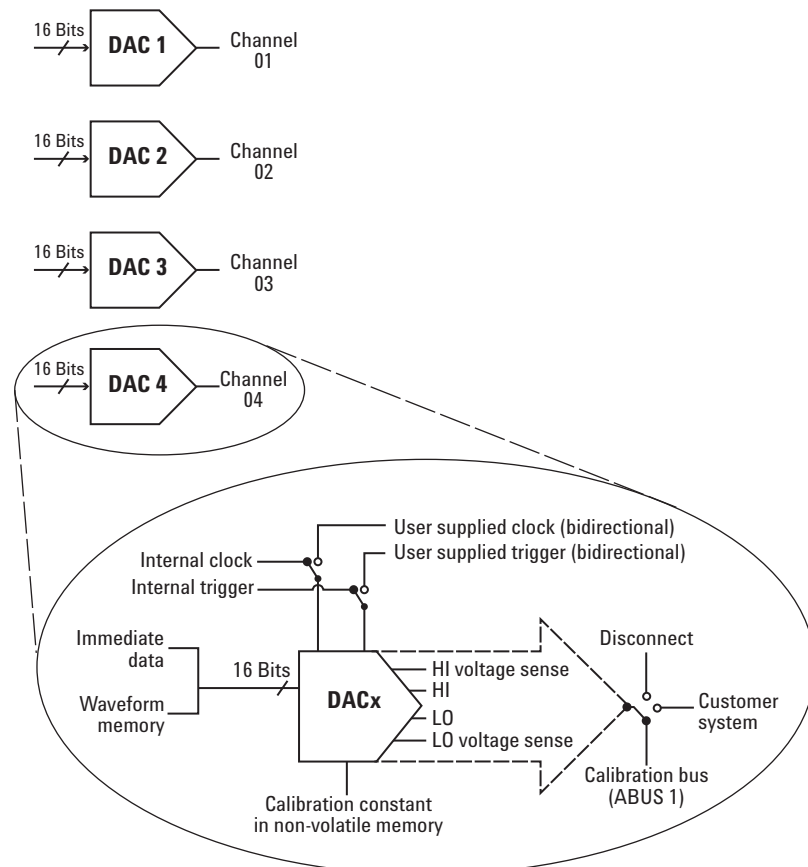 16 Bits
DAC 1
Channel
01
16 Bits
DAC 2
Channel
02
16 Bits
DAC 3
Channel
03
16 Bits
DAC 4
Channel
04
User supplied clock (bidirectional)
Internal clock
User supplied trigger (bidirectional)
Internal trigger
Immediate
data
Waveform
memory
16 Bits
DACx
HI voltage sense
HI
LO
LO voltage sense
Calibration constant
in non-volatile memory
Disconnect
Customer
system
Calibration bus
(ABUS 1)